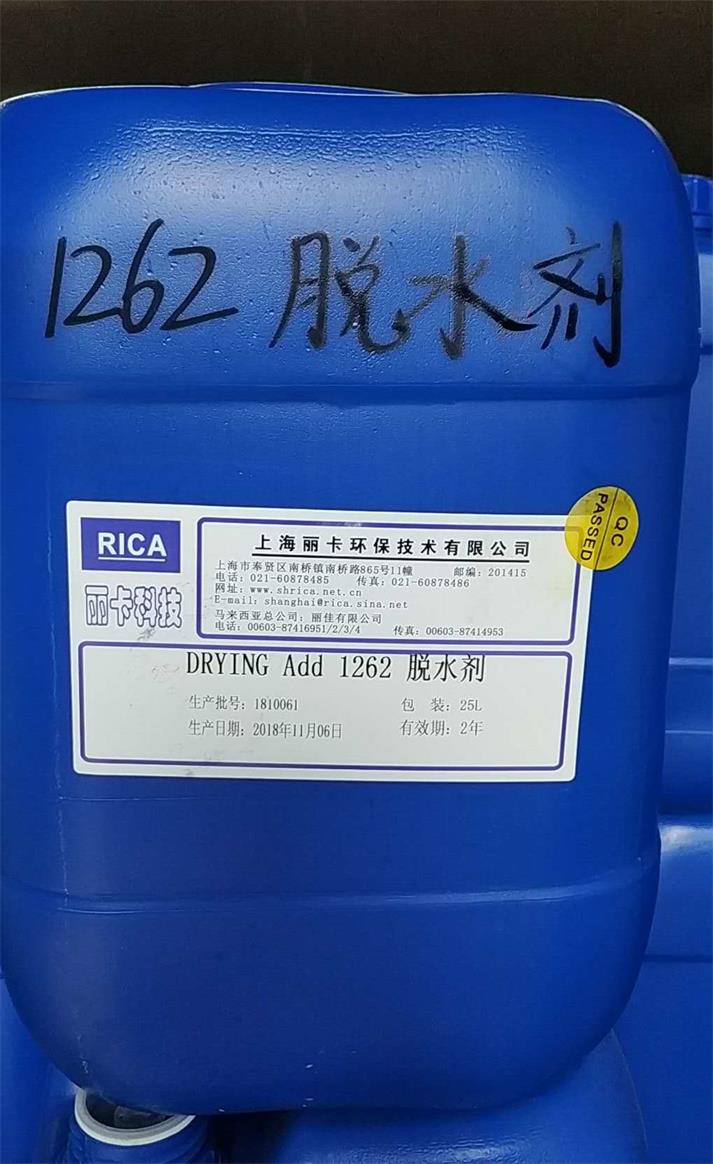 1262 脱水剂
RICA
丽卡科技
上海丽卡环保技术有限公司
上海市奉贤区南桥镇南桥路865号11幢 邮编: 201415
电话: 021-60878485 传真: 021-60878486
网址: www.shrica.net.cn
E-mail: shanghai@rica.sina.net
马来西亚总公司: 丽佳有限公司
电话: 00603-87416951/2/3/4 传真: 00603-87414953
QC
PASSED
DRYING Add 1262 脱水剂
生产批号: 1810061 包 装: 25L
生产日期: 2018年11月06日 有效期: 2年